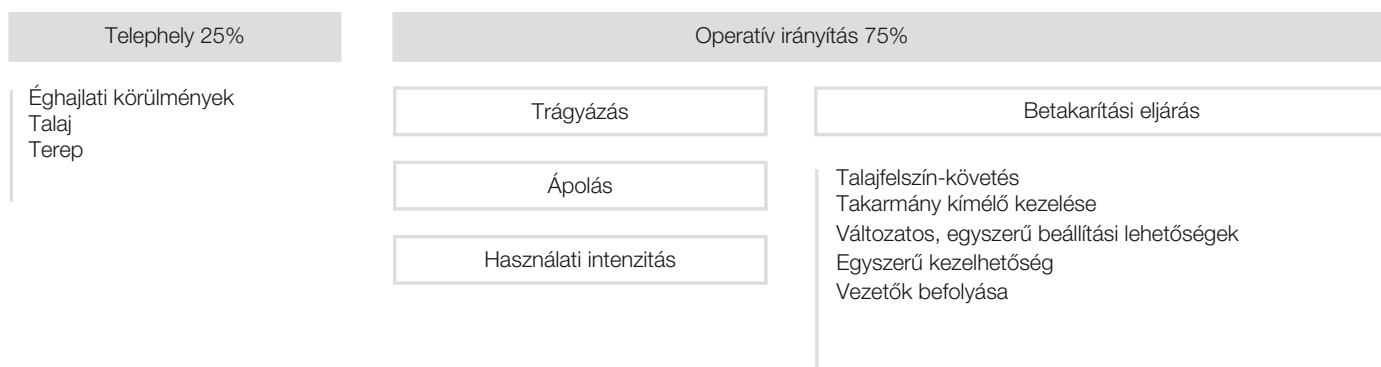 Telephely 25%
Éghajlati körülmények
Talaj
Terep
Operatív irányítás 75%
Trágyázás
Ápolás
Használati intenzitás
Betakarítási eljárás
Talajfelszín-követés
Takarmány kímélő kezelése
Változatos, egyszerű beállítási lehetőségek
Egyszerű kezelhetőség
Vezetők befolyása